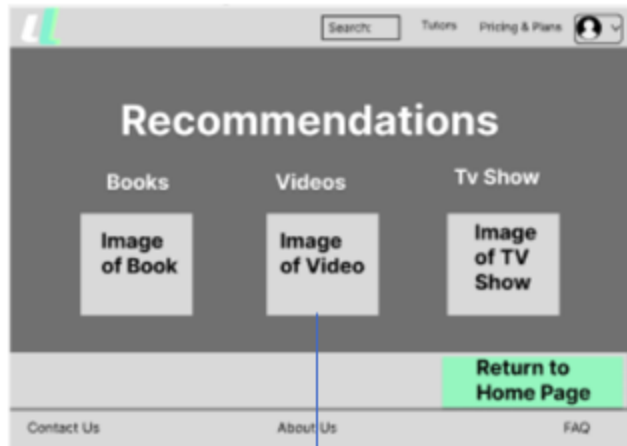 Search: Tutors Pricing & Plans
Recommendations
Books Videos Tv Show
Image
of Book
Image
of Video
Image
of TV
Show
Return to
Home Page
Contact Us About Us FAQ